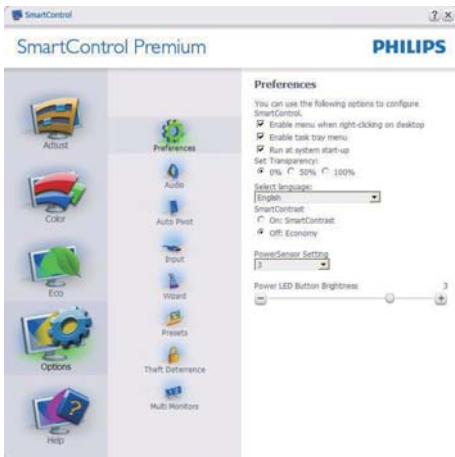 SmartControl
? x
SmartControl Premium
PHILIPS
Adjust
Color
Eco
Options
Help
Preferences
Audio
Auto Pivot
Input
Wizard
Presets
Theft Deterrence
Multi Monitors
Preferences
You can use the following options to configure
SmartControl.
Enable menu when right-clicking on desktop
Enable task tray menu
Run at system start-up
Set Transparency:
0% 50% 100%
Select language:
English
SmartContrast
On: SmartContrast
Off: Economy
PowerSensor Setting
3
Power LED Button Brightness 3